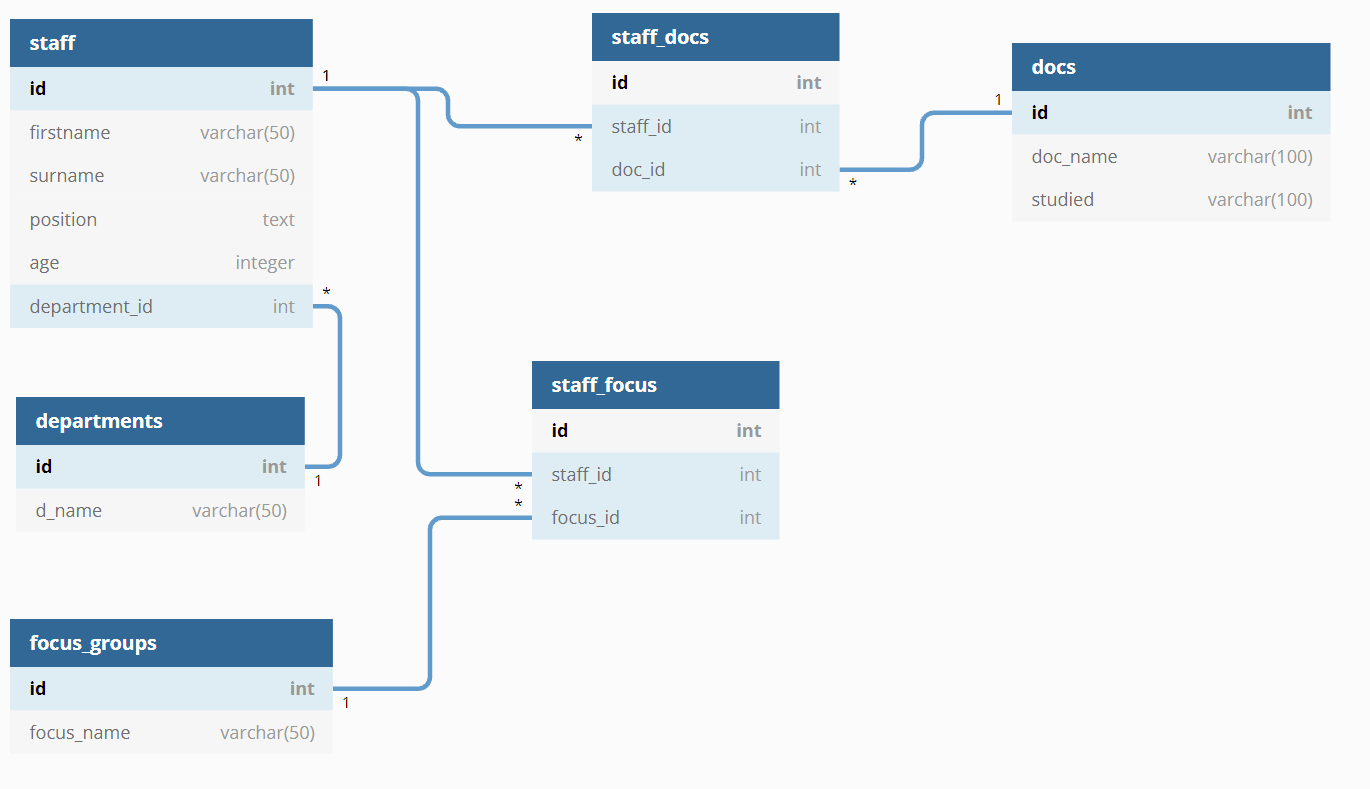 staff
id int
firstname varchar(50)
surname varchar(50)
position text
age integer
department_id int
1
*
staff_docs
id int
staff_id int
doc_id int
*
*
docs
id int
doc_name varchar(100)
studied varchar(100)
1
departments
id int
d_name varchar(50)
1
staff_focus
id int
staff_id int
focus_id int
*
*
focus_groups
id int
focus_name varchar(50)
1